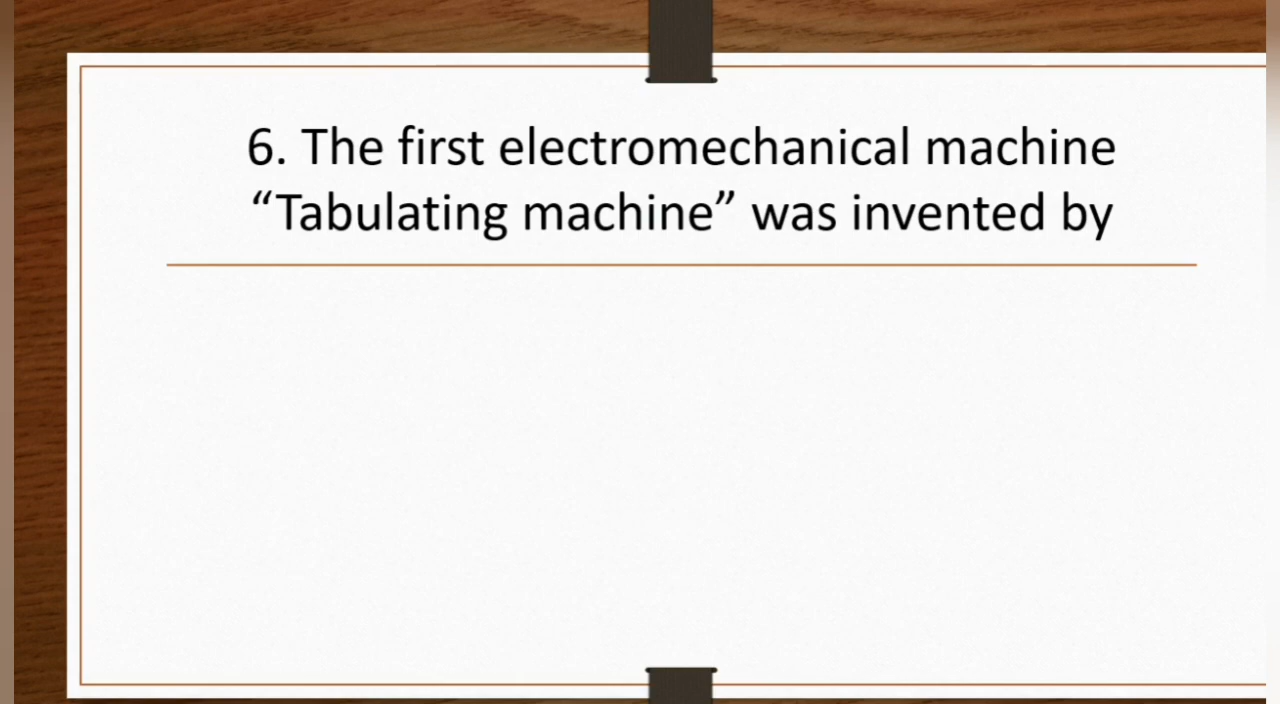 6. The first electromechanical machine
“Tabulating machine” was invented by